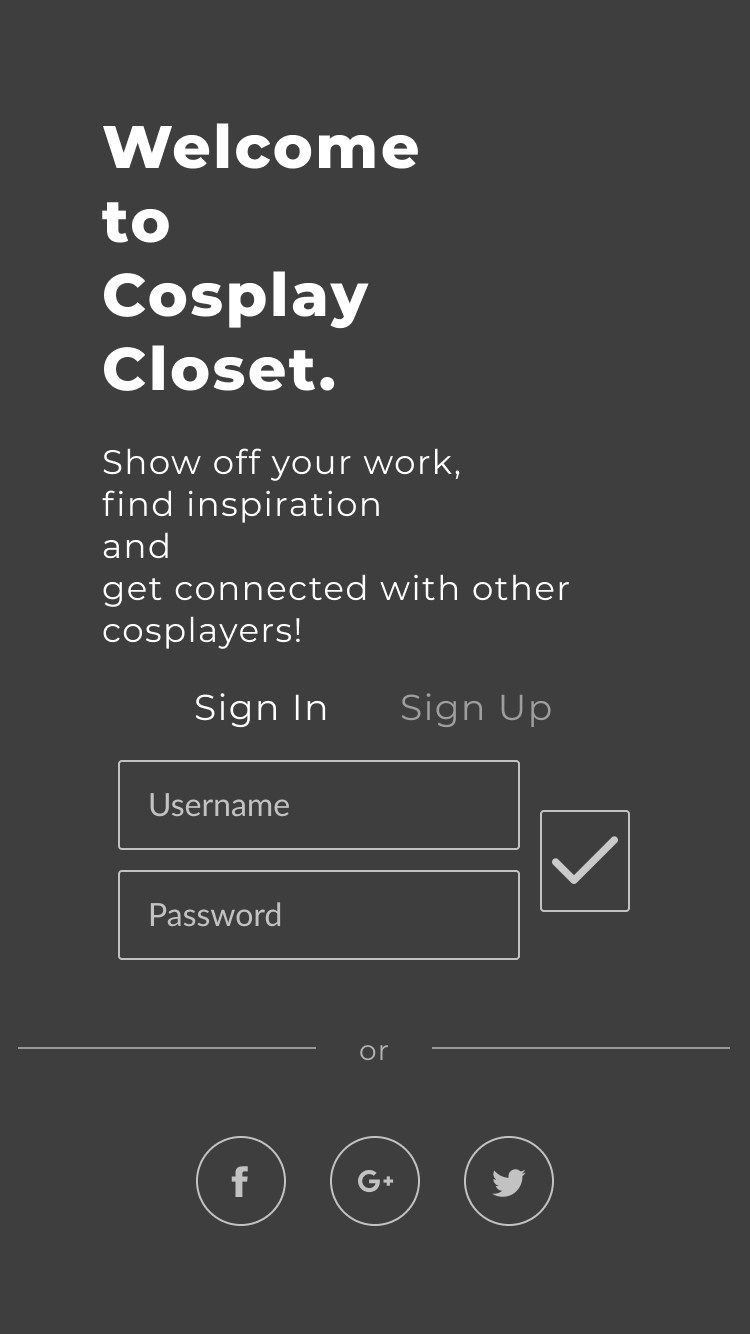 Welcome
to
Cosplay
Closet.
Show off your work,
find inspiration
and
get connected with other
cosplayers!
Sign In Sign Up
Username
Password
or
f G+